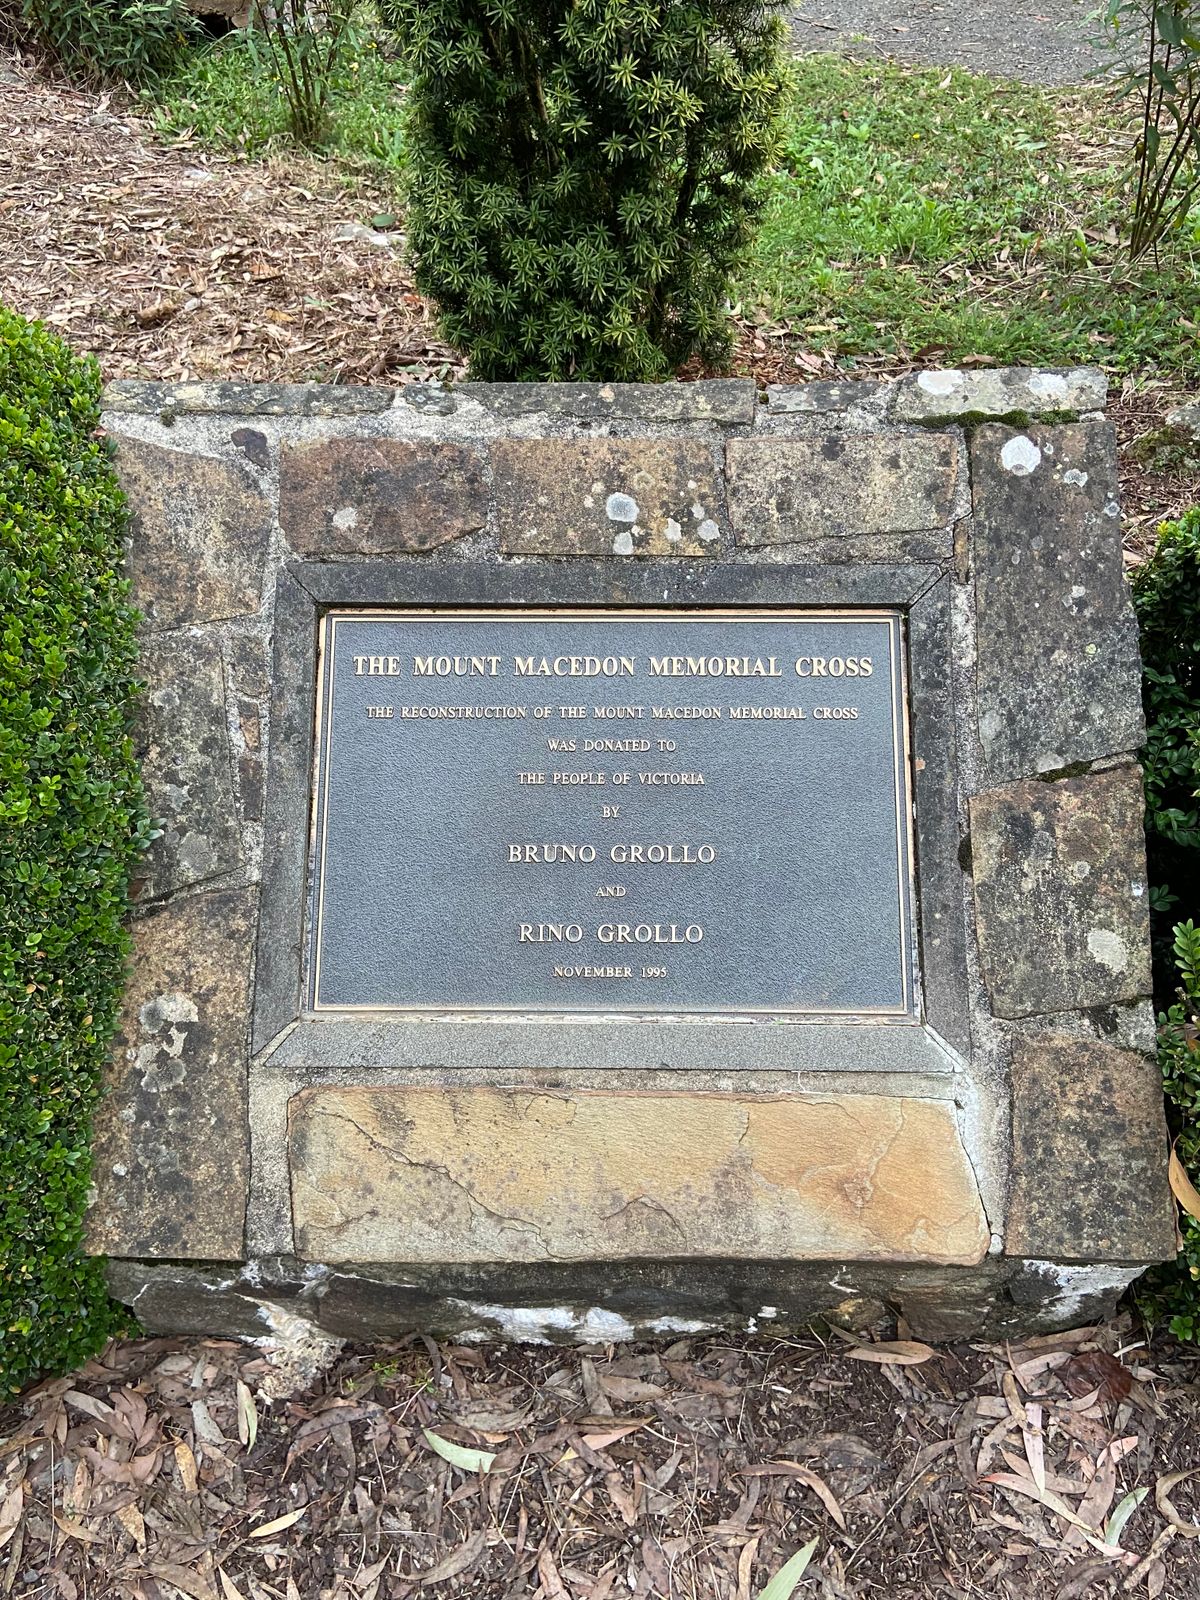 THE MOUNT MACEDON MEMORIAL CROSS
THE RECONSTRUCTION OF THE MOUNT MACEDON MEMORIAL CROSS
WAS DONATED TO
THE PEOPLE OF VICTORIA
BY
BRUNO GROLLO
AND
RINO GROLLO
NOVEMBER 1995